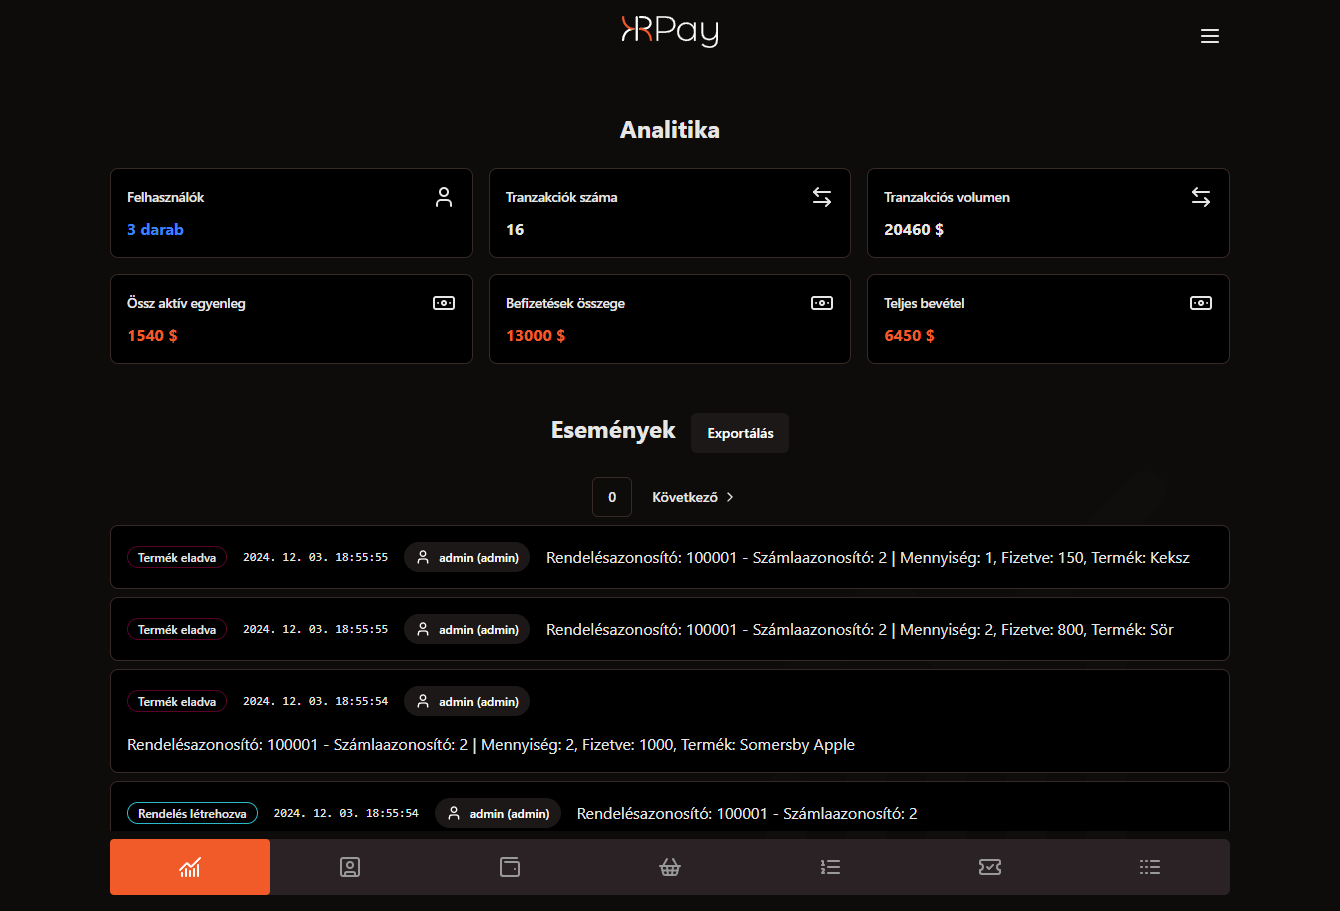 KRPay
Analitika
Felhasználók
3 darab
Tranzakciók száma
16
Tranzakciós volumen
20460 $
Össz aktív egyenleg
1540 $
Befizetések összege
13000 $
Teljes bevétel
6450 $
Események Exportálás
0 Következő
Termék eladva 2024. 12. 03. 18:55:55 admin (admin) Rendelésazonosító: 100001 - Számlaazonosító: 2 | Mennyiség: 1, Fizetve: 150, Termék: Keksz
Termék eladva 2024. 12. 03. 18:55:55 admin (admin) Rendelésazonosító: 100001 - Számlaazonosító: 2 | Mennyiség: 2, Fizetve: 800, Termék: Sör
Termék eladva 2024. 12. 03. 18:55:54 admin (admin)
Rendelésazonosító: 100001 - Számlaazonosító: 2 | Mennyiség: 2, Fizetve: 1000, Termék: Somersby Apple
Rendelés létrehozva 2024. 12. 03. 18:55:54 admin (admin) Rendelésazonosító: 100001 - Számlaazonosító: 2